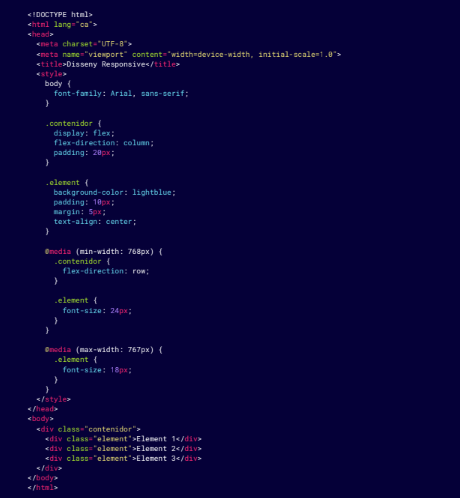 <!DOCTYPE html>
<html lang="ca">
<head>
<meta charset="UTF-8">
<meta name="viewport" content="width=device-width, initial-scale=1.0">
<title>Disseny Responsive</title>
<style>
body {
font-family: Arial, sans-serif;
}
.contenidor {
display: flex;
flex-direction: column;
padding: 20px;
}
.element {
background-color: lightblue;
padding: 10px;
margin: 5px;
text-align: center;
}
@media (min-width: 768px) {
.contenidor {
flex-direction: row;
}
.element {
font-size: 24px;
}
}
@media (max-width: 767px) {
.element {
font-size: 18px;
}
}
</style>
</head>
<body>
<div class="contenidor">
<div class="element">Element 1</div>
<div class="element">Element 2</div>
<div class="element">Element 3</div>
</div>
</body>
</html>